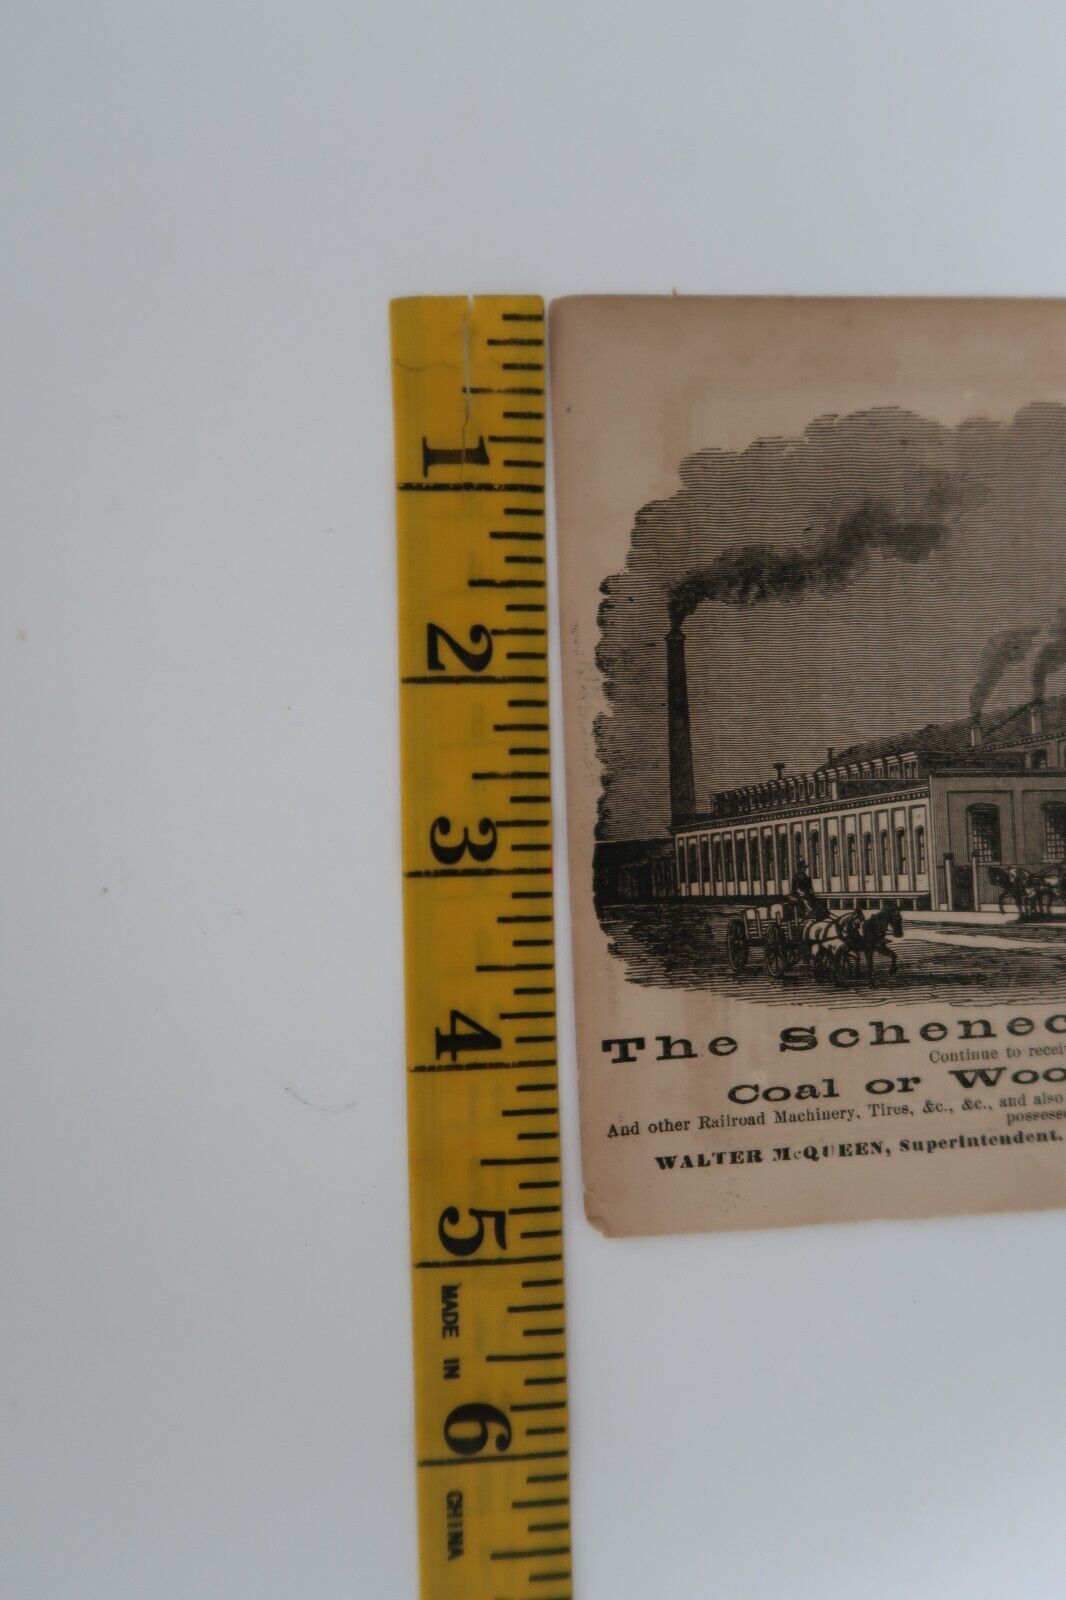 1
2
3
4
5
MADE IN
6
CHINA
The Schenec
Continue to recei
Coal or Woo
And other Railroad Machinery, Tires, &c., &c., and also
possesse
WALTER McQUEEN, Superintendent.